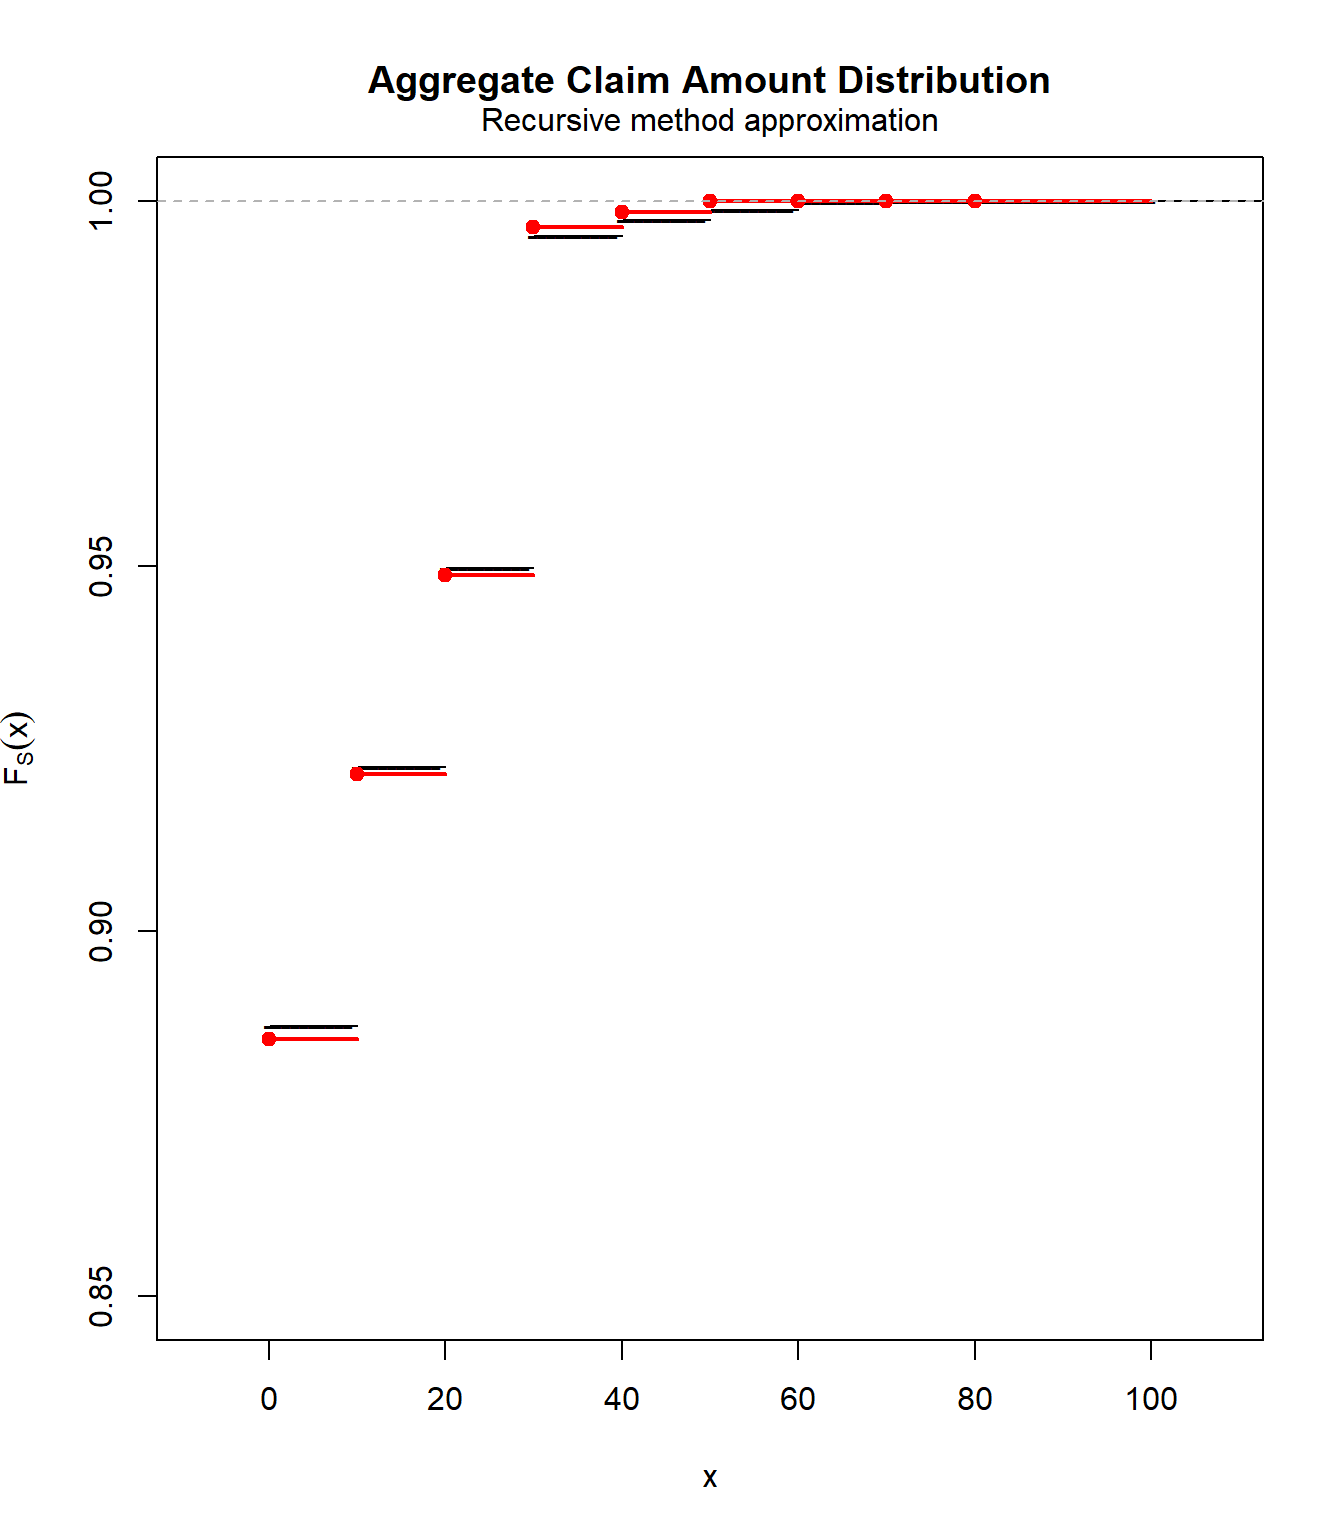 Aggregate Claim Amount Distribution
Recursive method approximation
1.00
0.95
0.90
0.85
F_S(x)
0 20 40 60 80 100
x